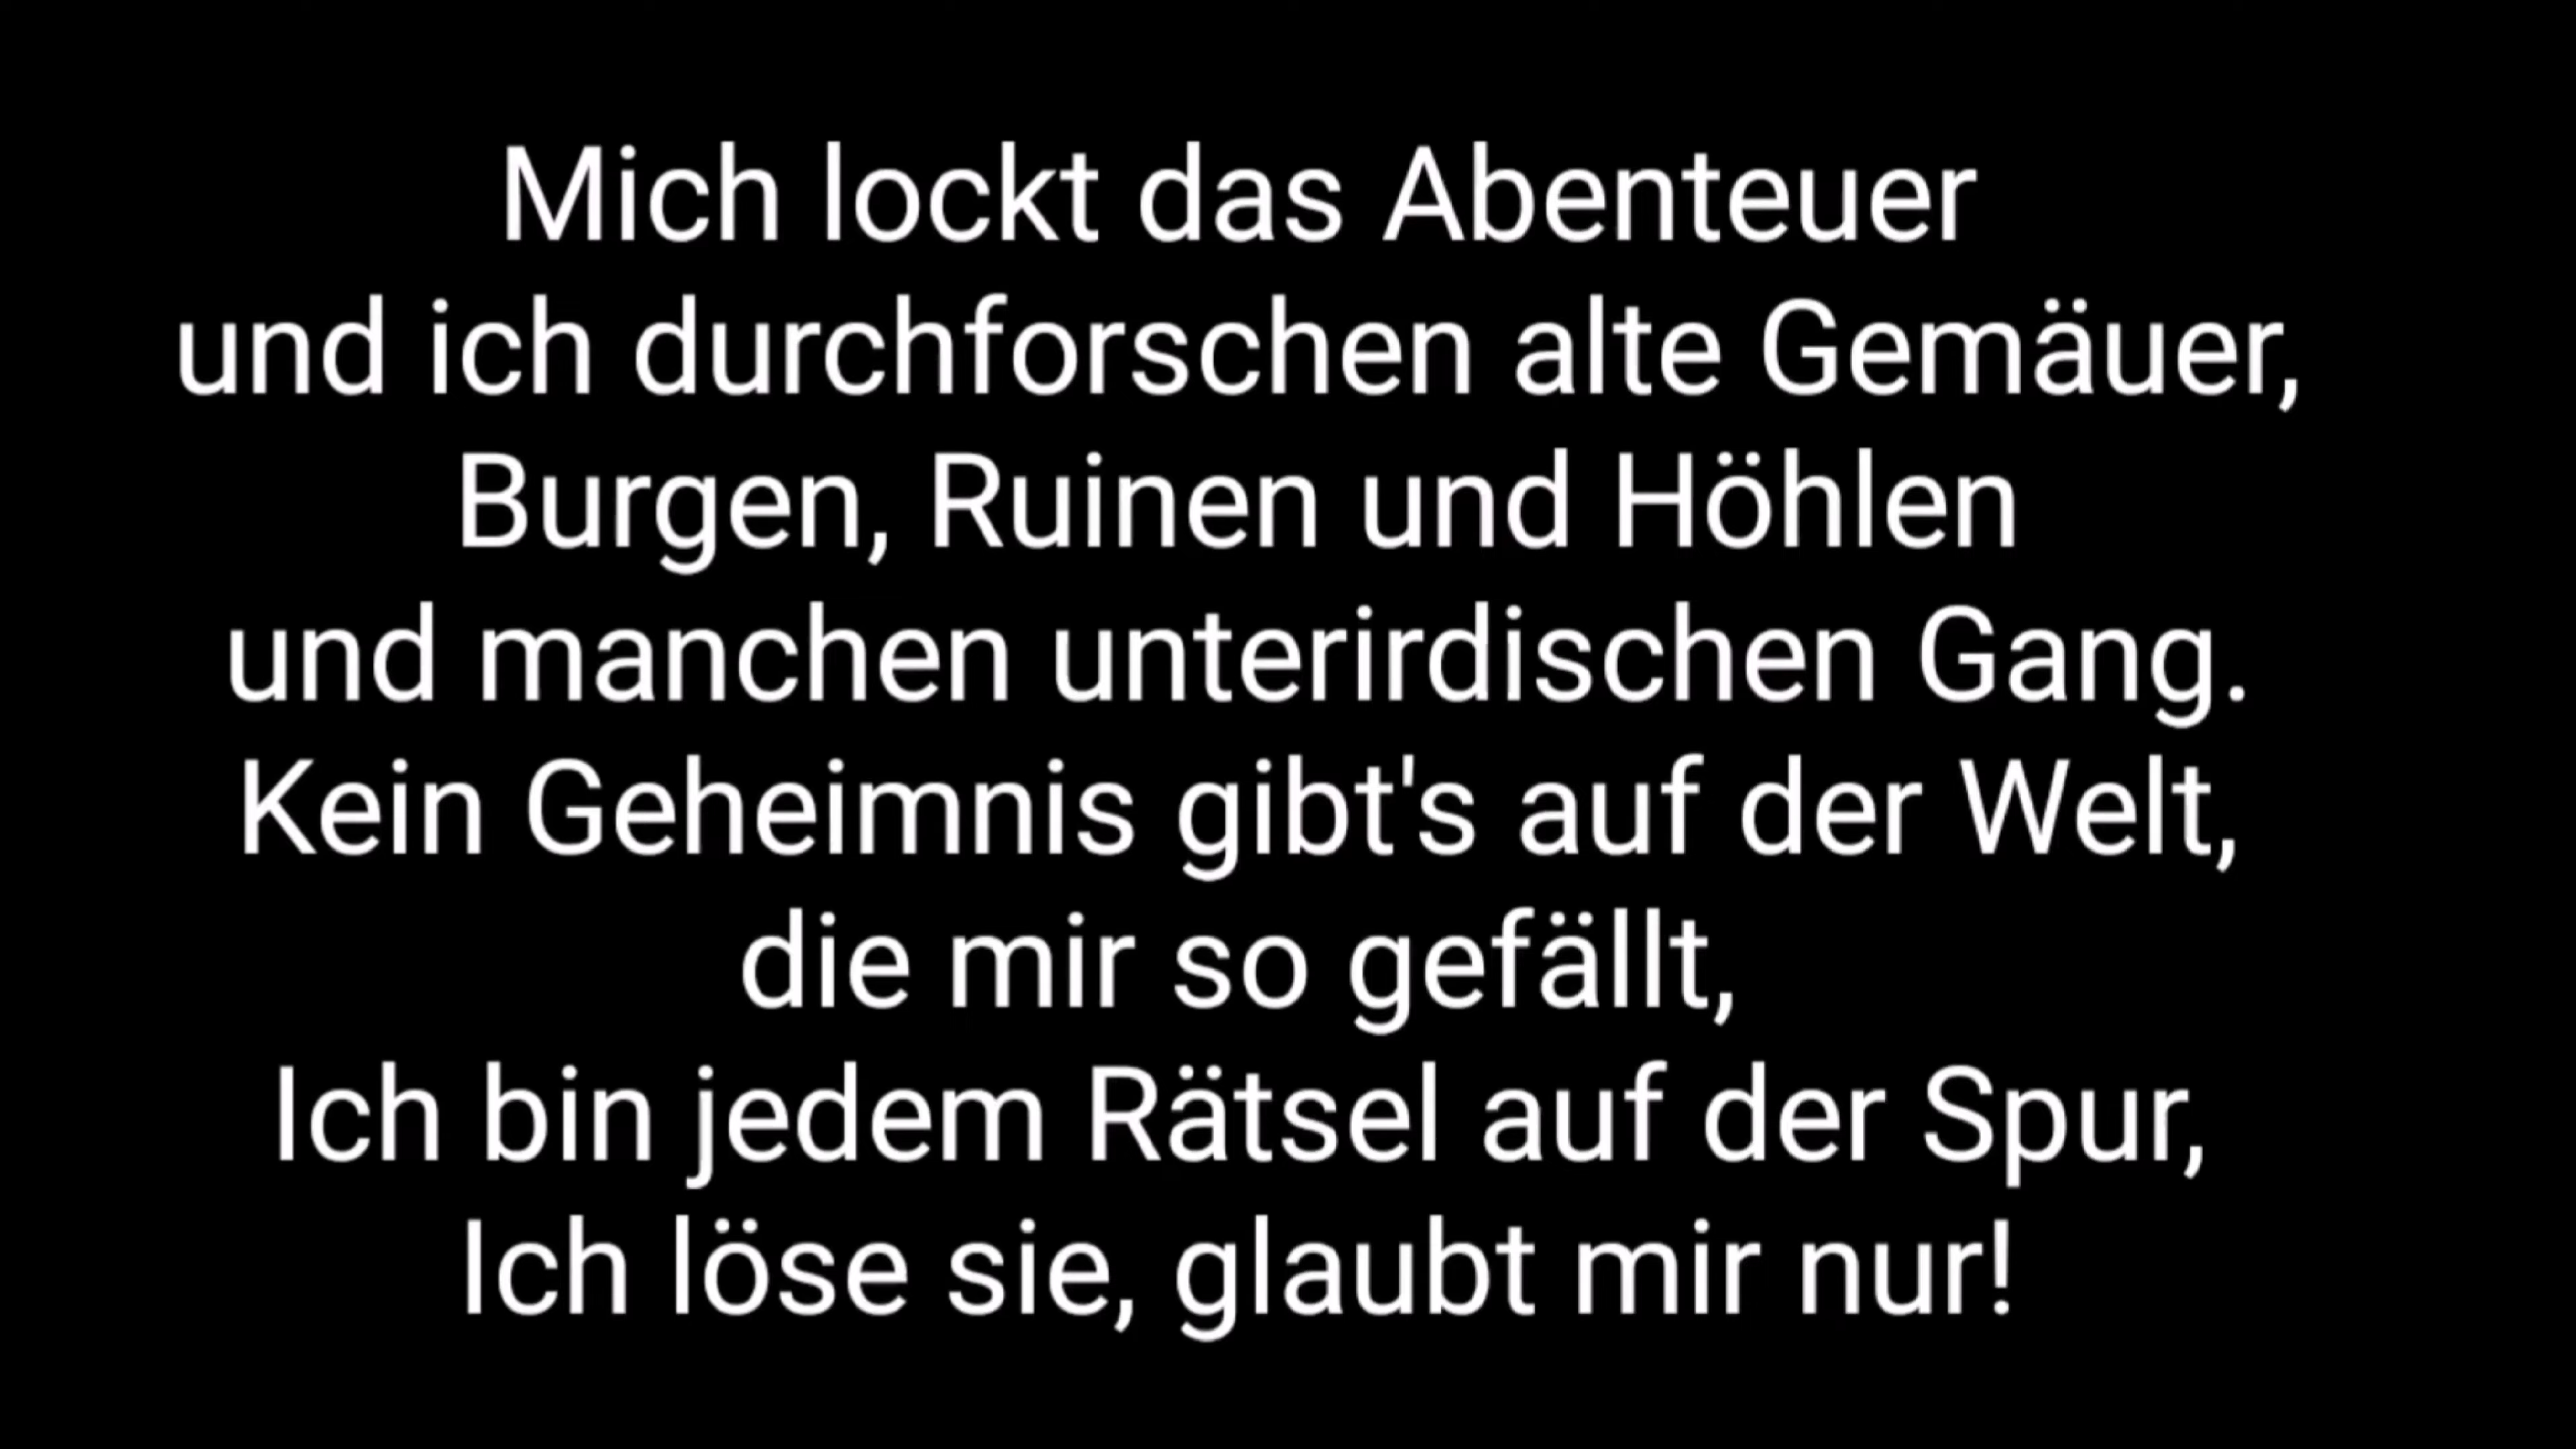 Mich lockt das Abenteuer
und ich durchforschen alte Gemäuer,
Burgen, Ruinen und Höhlen
und manchen unterirdischen Gang.
Kein Geheimnis gibt's auf der Welt,
die mir so gefällt,
Ich bin jedem Rätsel auf der Spur,
Ich löse sie, glaubt mir nur!